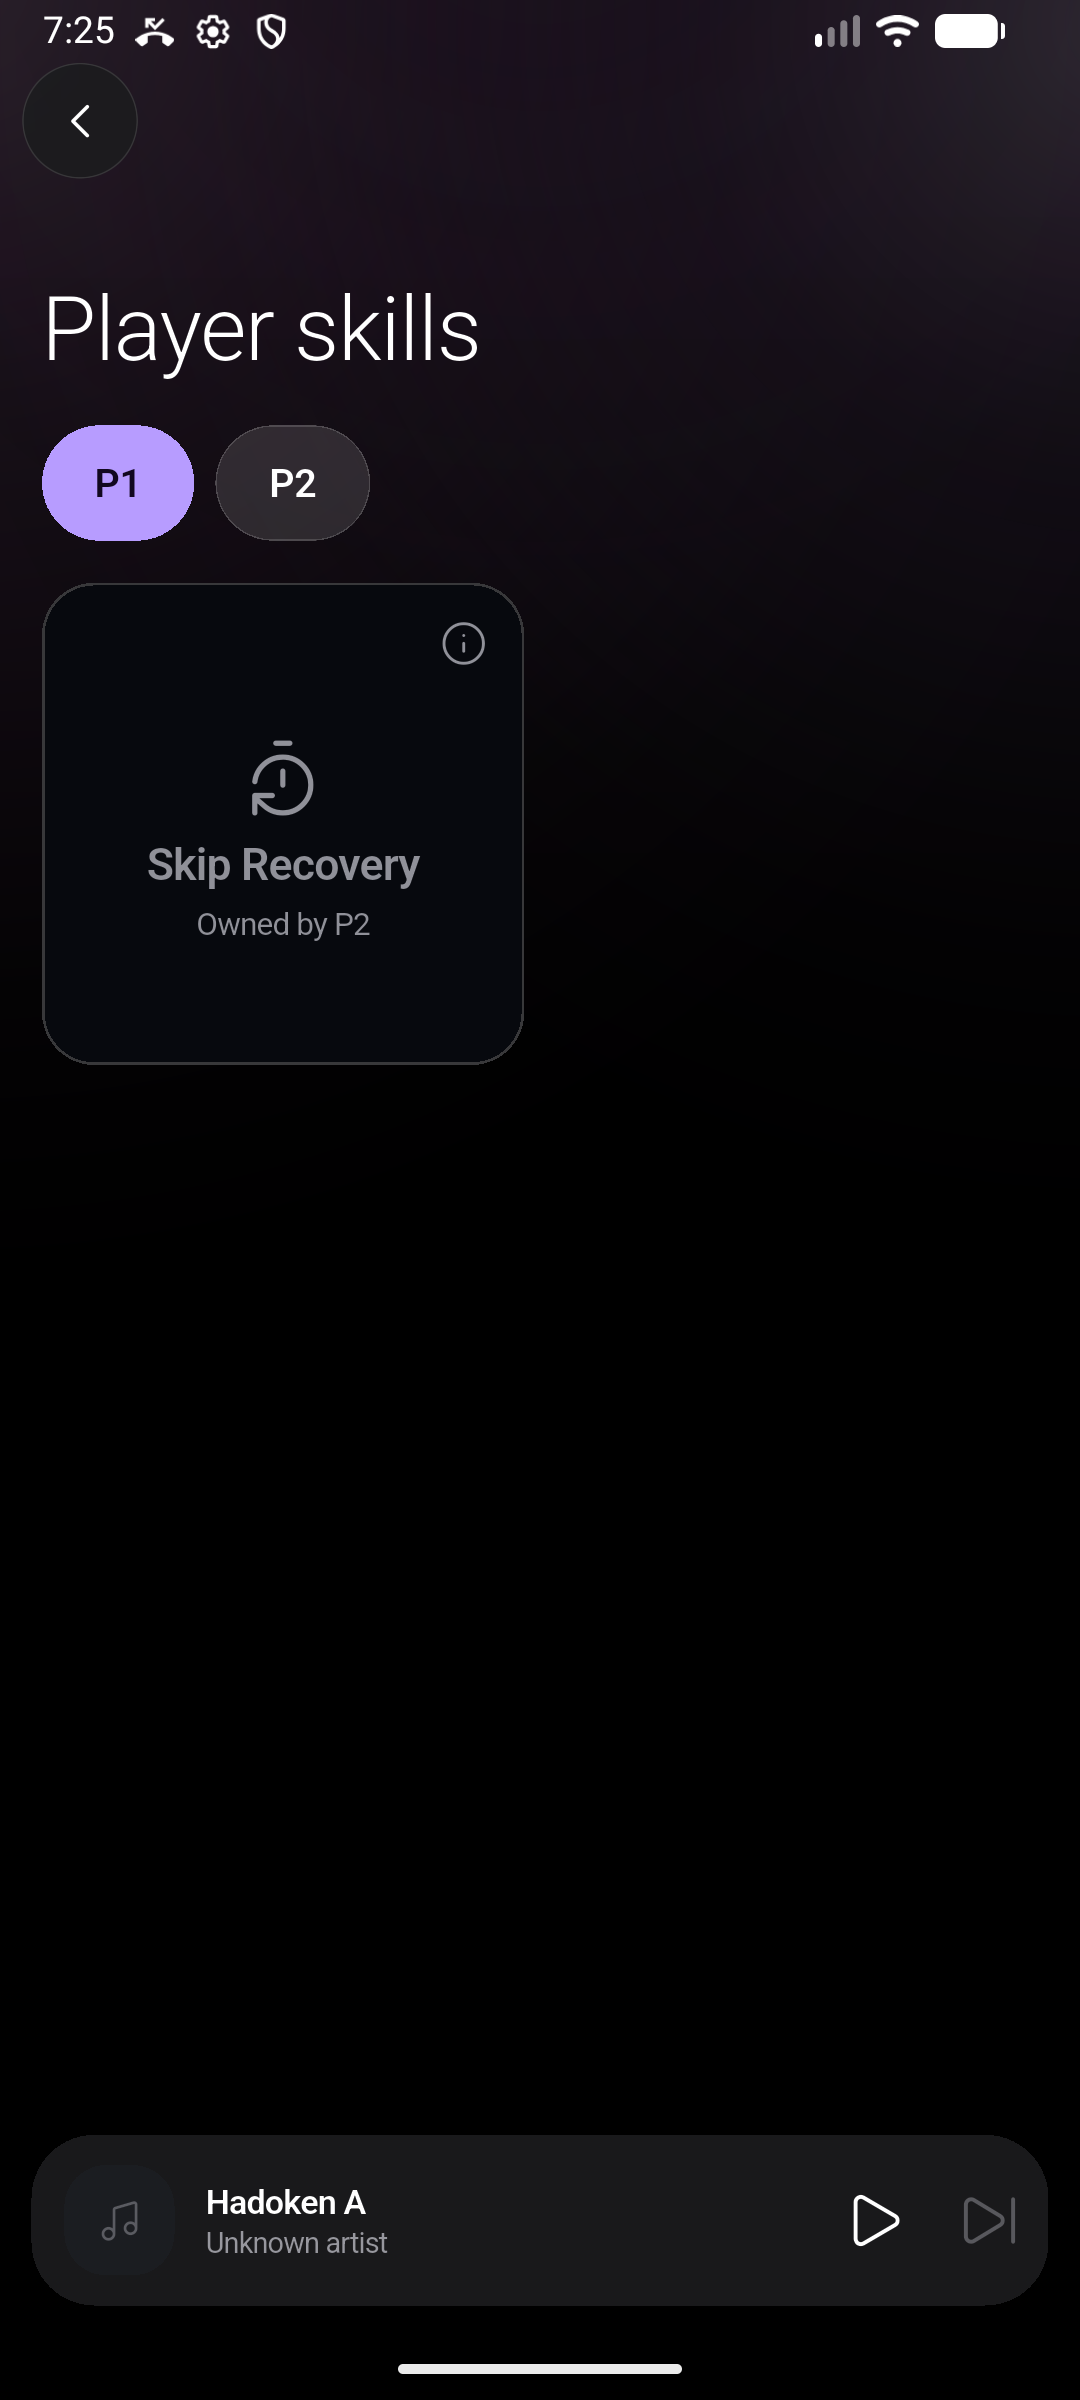 7:25
Player skills
P1 P2
Skip Recovery
Owned by P2
Hadoken A
Unknown artist